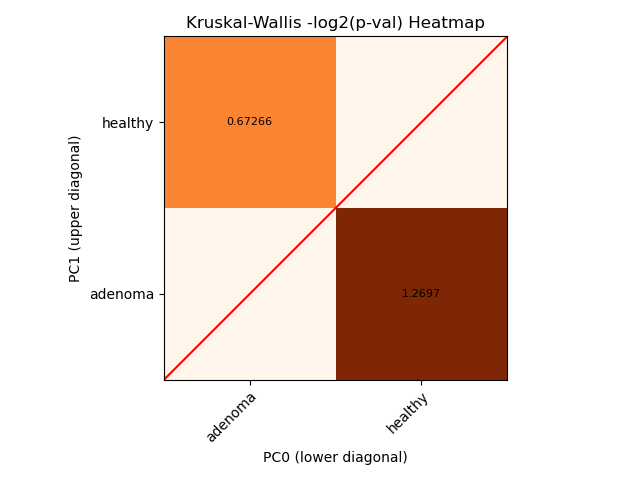 Kruskal-Wallis -log2(p-val) Heatmap
PC1 (upper diagonal)
healthy
adenoma
0.67266
1.2697
adenoma
healthy
PC0 (lower diagonal)